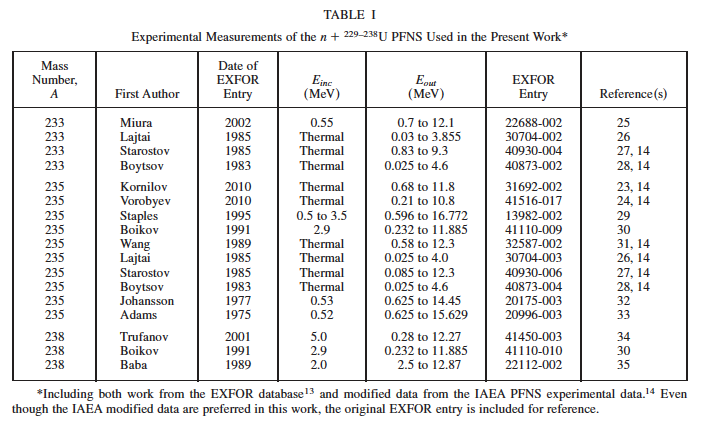 TABLE I
Experimental Measurements of the n + 229–238U PFNS Used in the Present Work*
Mass Number, A First Author Date of EXFOR Entry Einc (MeV) Eout (MeV) EXFOR Entry Reference(s)
233 Miura 2002 0.55 0.7 to 12.1 22688-002 25
233 Lajtai 1985 Thermal 0.03 to 3.855 30704-002 26
233 Starostov 1985 Thermal 0.83 to 9.3 40930-004 27, 14
233 Boytsov 1983 Thermal 0.025 to 4.6 40873-002 28, 14
235 Kornilov 2010 Thermal 0.68 to 11.8 31692-002 23, 14
235 Vorobyev 2010 Thermal 0.21 to 10.8 41516-017 24, 14
235 Staples 1995 0.5 to 3.5 0.596 to 16.772 13982-002 29
235 Boikov 1991 2.9 0.232 to 11.885 41110-009 30
235 Wang 1989 Thermal 0.58 to 12.3 32587-002 31, 14
235 Lajtai 1985 Thermal 0.025 to 4.0 30704-003 26, 14
235 Starostov 1985 Thermal 0.085 to 12.3 40930-006 27, 14
235 Boytsov 1983 Thermal 0.025 to 4.6 40873-004 28, 14
235 Johansson 1977 0.53 0.625 to 14.45 20175-003 32
235 Adams 1975 0.52 0.625 to 15.629 20996-003 33
238 Trufanov 2001 5.0 0.28 to 12.27 41450-003 34
238 Boikov 1991 2.9 0.232 to 11.885 41110-010 30
238 Baba 1989 2.0 2.5 to 12.87 22112-002 35
*Including both work from the EXFOR database13 and modified data from the IAEA PFNS experimental data.14 Even
though the IAEA modified data are preferred in this work, the original EXFOR entry is included for reference.